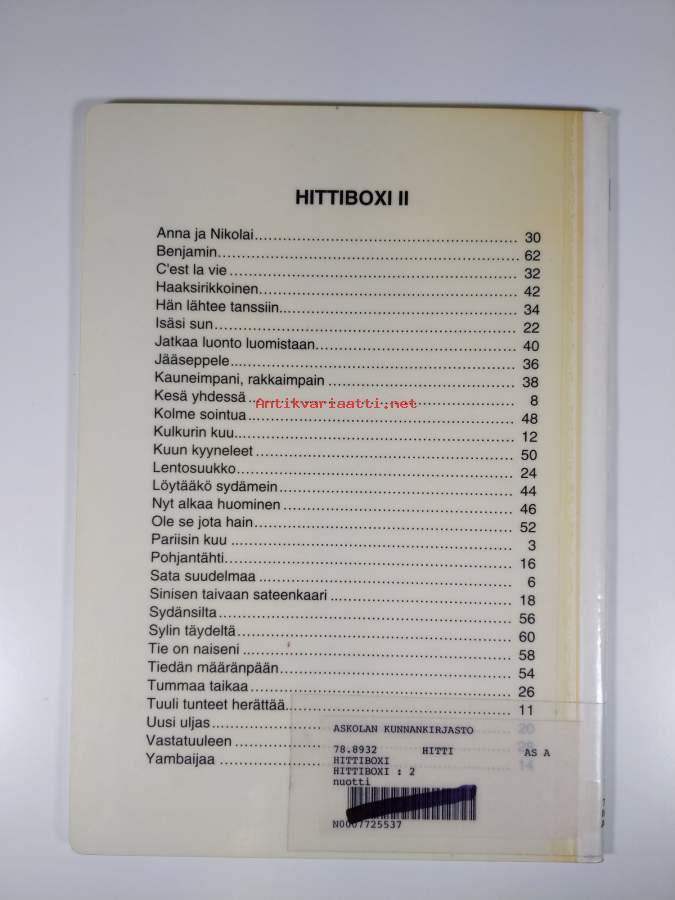 HITTIBOXI II
Anna ja Nikolai........ 30
Benjamin........ 62
C'est la vie ........ 32
Haaksirikkoinen........ 42
Hän lähtee tanssiin........ 34
Isäsi sun........ 22
Jatkaa luonto luomistaan........ 40
Jääseppele........ 36
Kauneimpani, rakkaimpain ........ 38
Kesä yhdessä ........ 8
Antikvariaatti.net
Kolme sointua ........ 48
Kulkurin kuu........ 12
Kuun kyyneleet ........ 50
Lentosuukko........ 24
Löytääkö sydämein........ 44
Nyt alkaa huominen ........ 46
Ole se jota hain........ 52
Pariisin kuu ........ 3
Pohjantähti........ 16
Sata suudelmaa ........ 6
Sinisen taivaan sateenkaari ........ 18
Sydänsilta........ 56
Sylin täydeltä ........ 60
Tie on naiseni ........ 58
Tiedän määränpään........ 54
Tummaa taikaa ........ 26
Tuuli tunteet herättää........ 11
Uusi uljas ........ 20
Vastatuuleen ........ 28
Yambaijaa ........ 14
ASKOLAN KUNNANKIRJASTO
78.8932 HITTI AS A
HITTIBOXI
HITTIBOXI : 2
nuotti
N0007725537